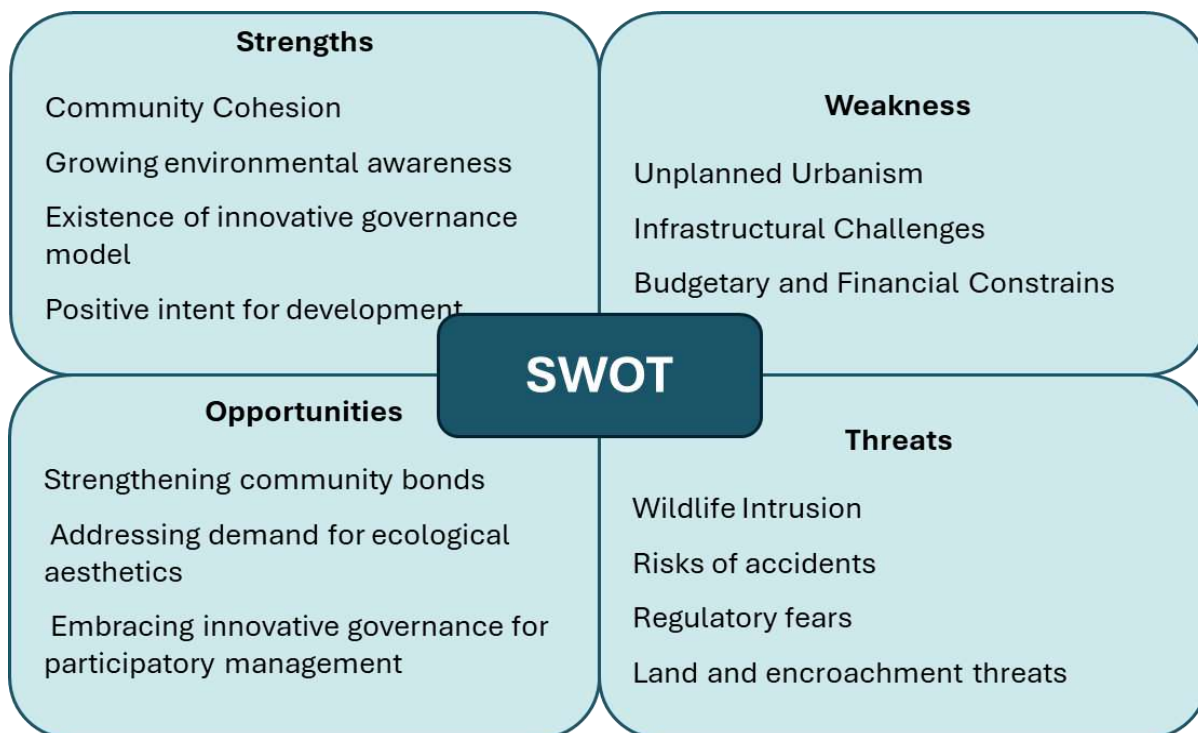 Strengths
Community Cohesion
Growing environmental awareness
Existence of innovative governance
model
Positive intent for development
Weakness
Unplanned Urbanism
Infrastructural Challenges
Budgetary and Financial Constrains
SWOT
Opportunities
Strengthening community bonds
Addressing demand for ecological
aesthetics
Embracing innovative governance for
participatory management
Threats
Wildlife Intrusion
Risks of accidents
Regulatory fears
Land and encroachment threats